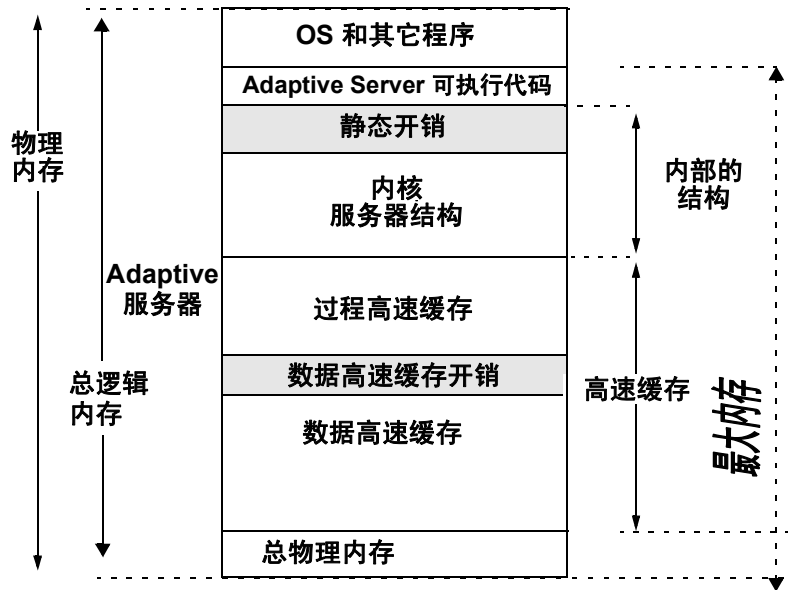 OS 和其它程序
Adaptive Server 可执行代码
静态开销
物理
内存
内核
服务器结构
内部的
结构
Adaptive
服务器
过程高速缓存
数据高速缓存开销
总逻辑
内存
高速缓存
最大内存
数据高速缓存
总物理内存